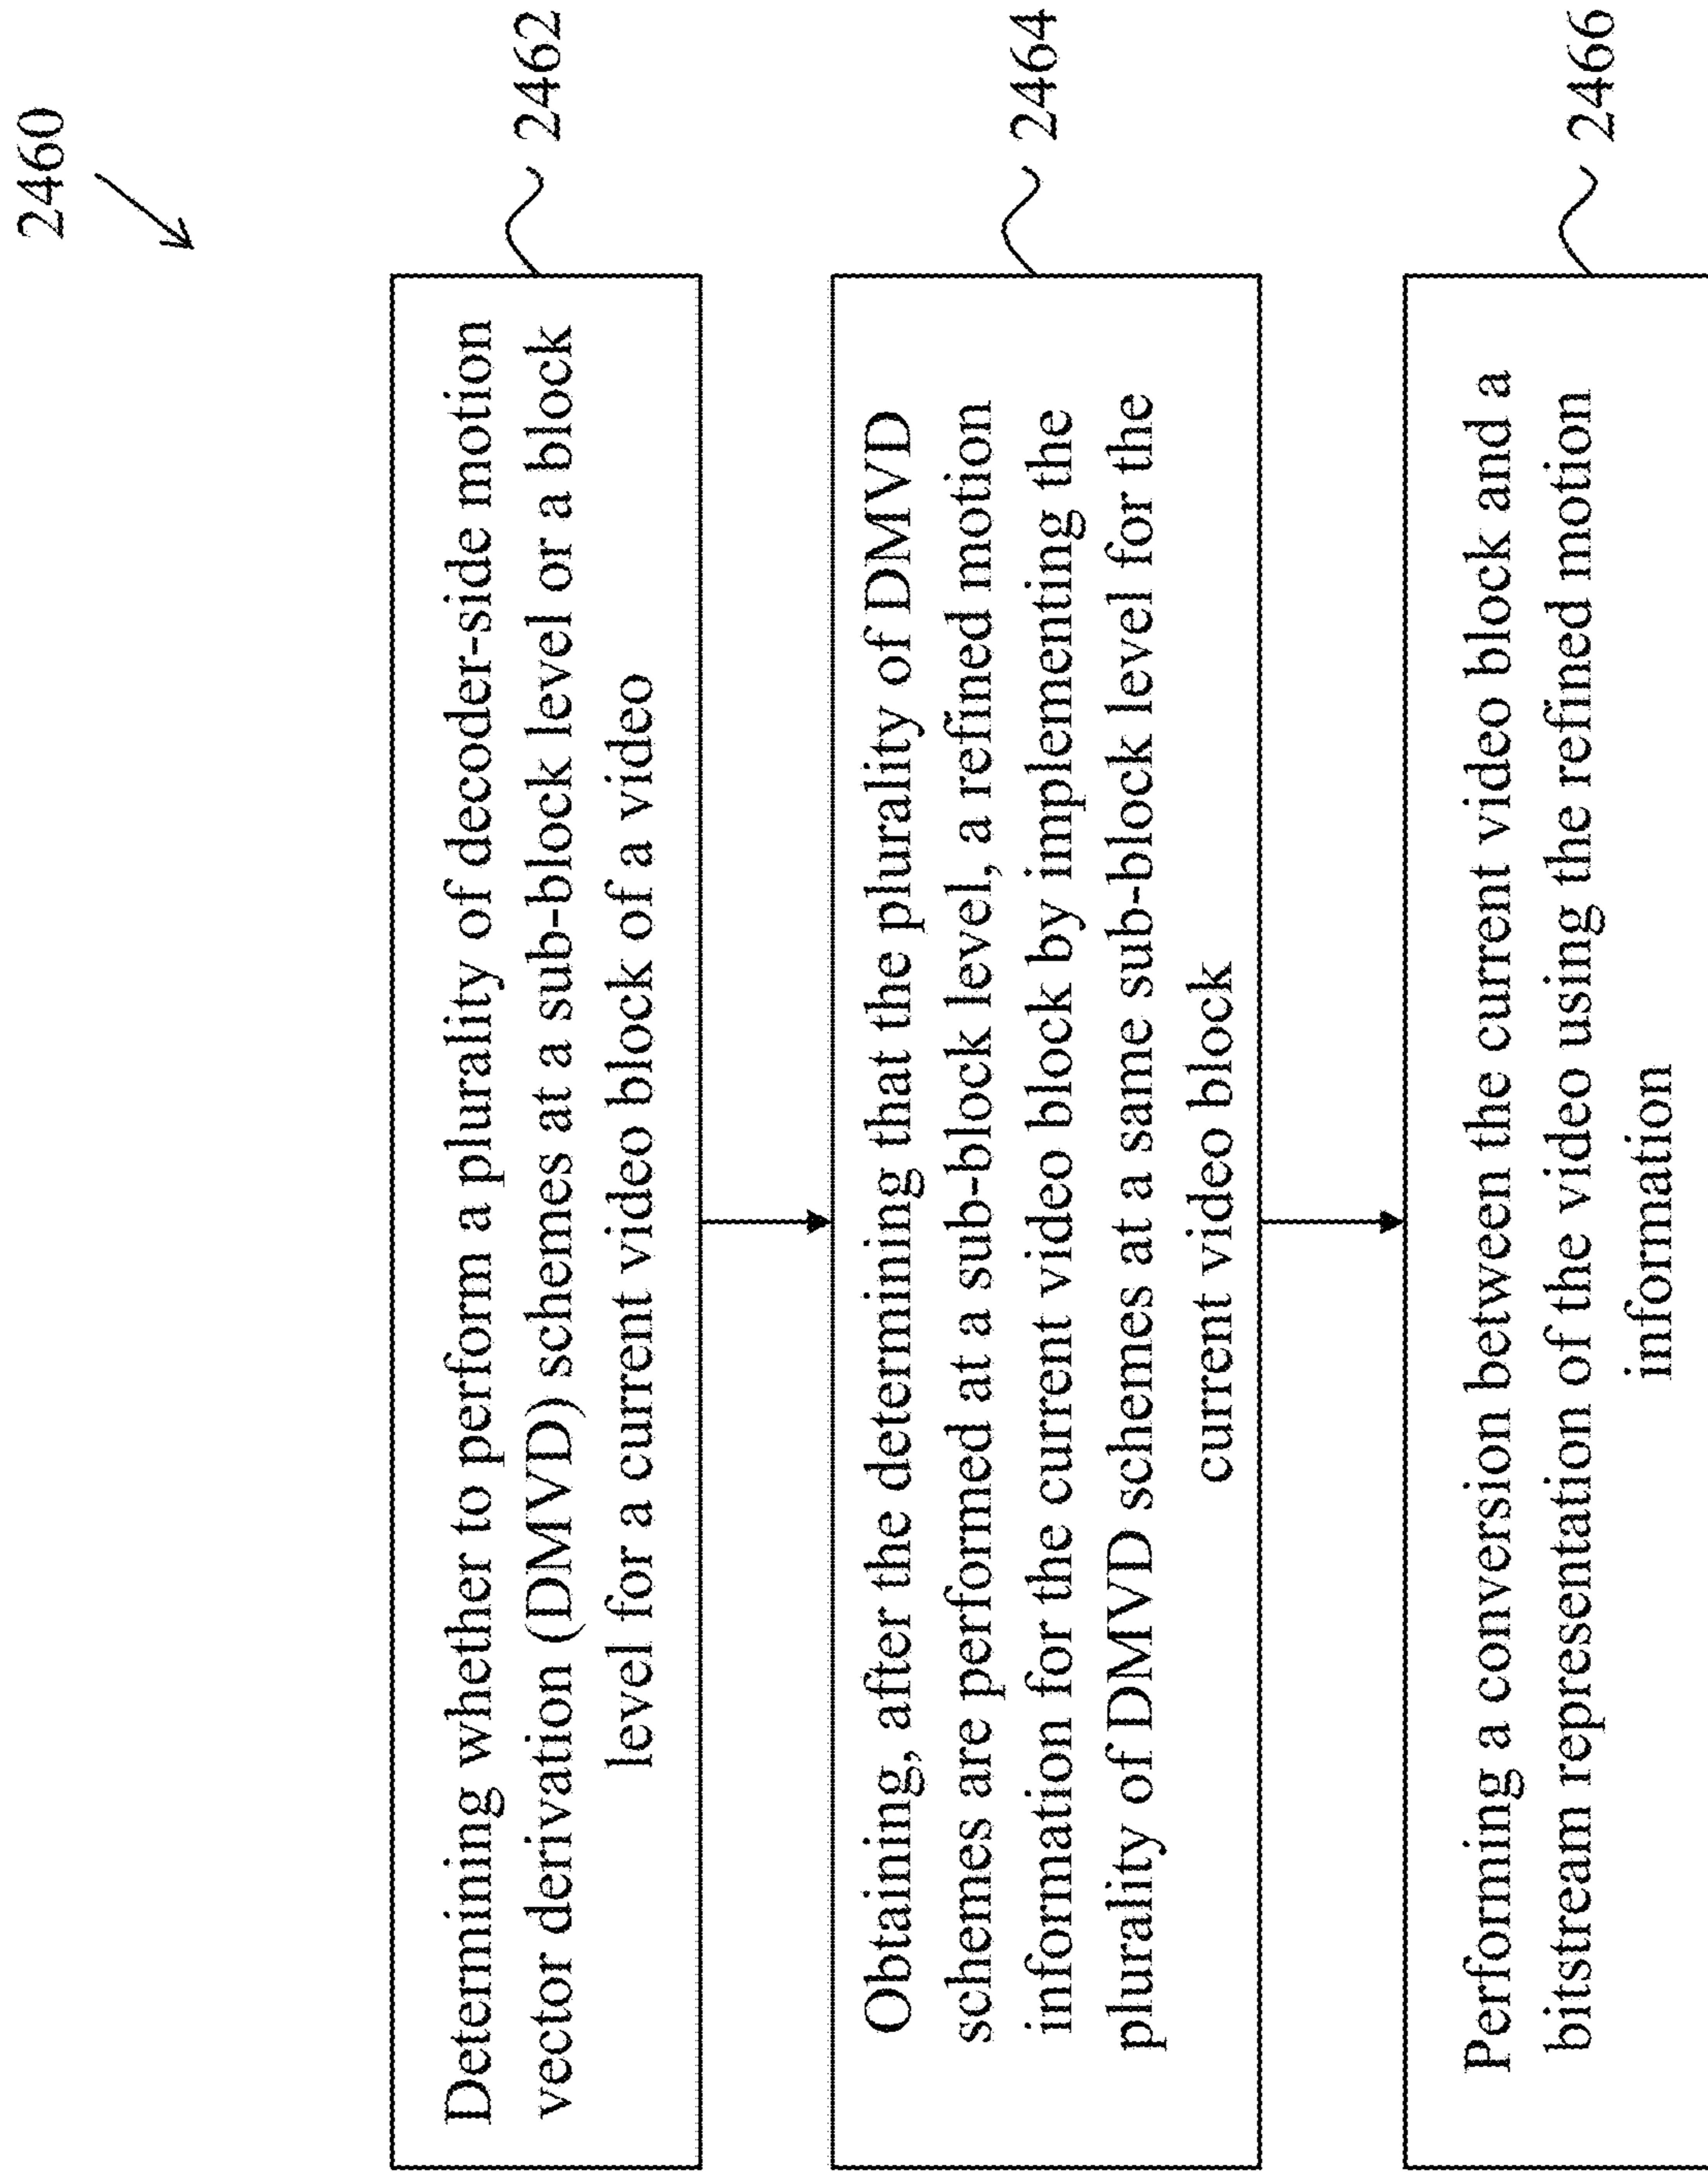 2460
Determining whether to perform a plurality of decoder-side motion
vector derivation (DMVD) schemes at a sub-block level or a block
level for a current video block of a video
2462
Obtaining, after the determining that the plurality of DMVD
schemes are performed at a sub-block level, a refined motion
information for the current video block by implementing the
plurality of DMVD schemes at a same sub-block level for the
current video block
2464
Performing a conversion between the current video block and a
bitstream representation of the video using the refined motion
information
2466